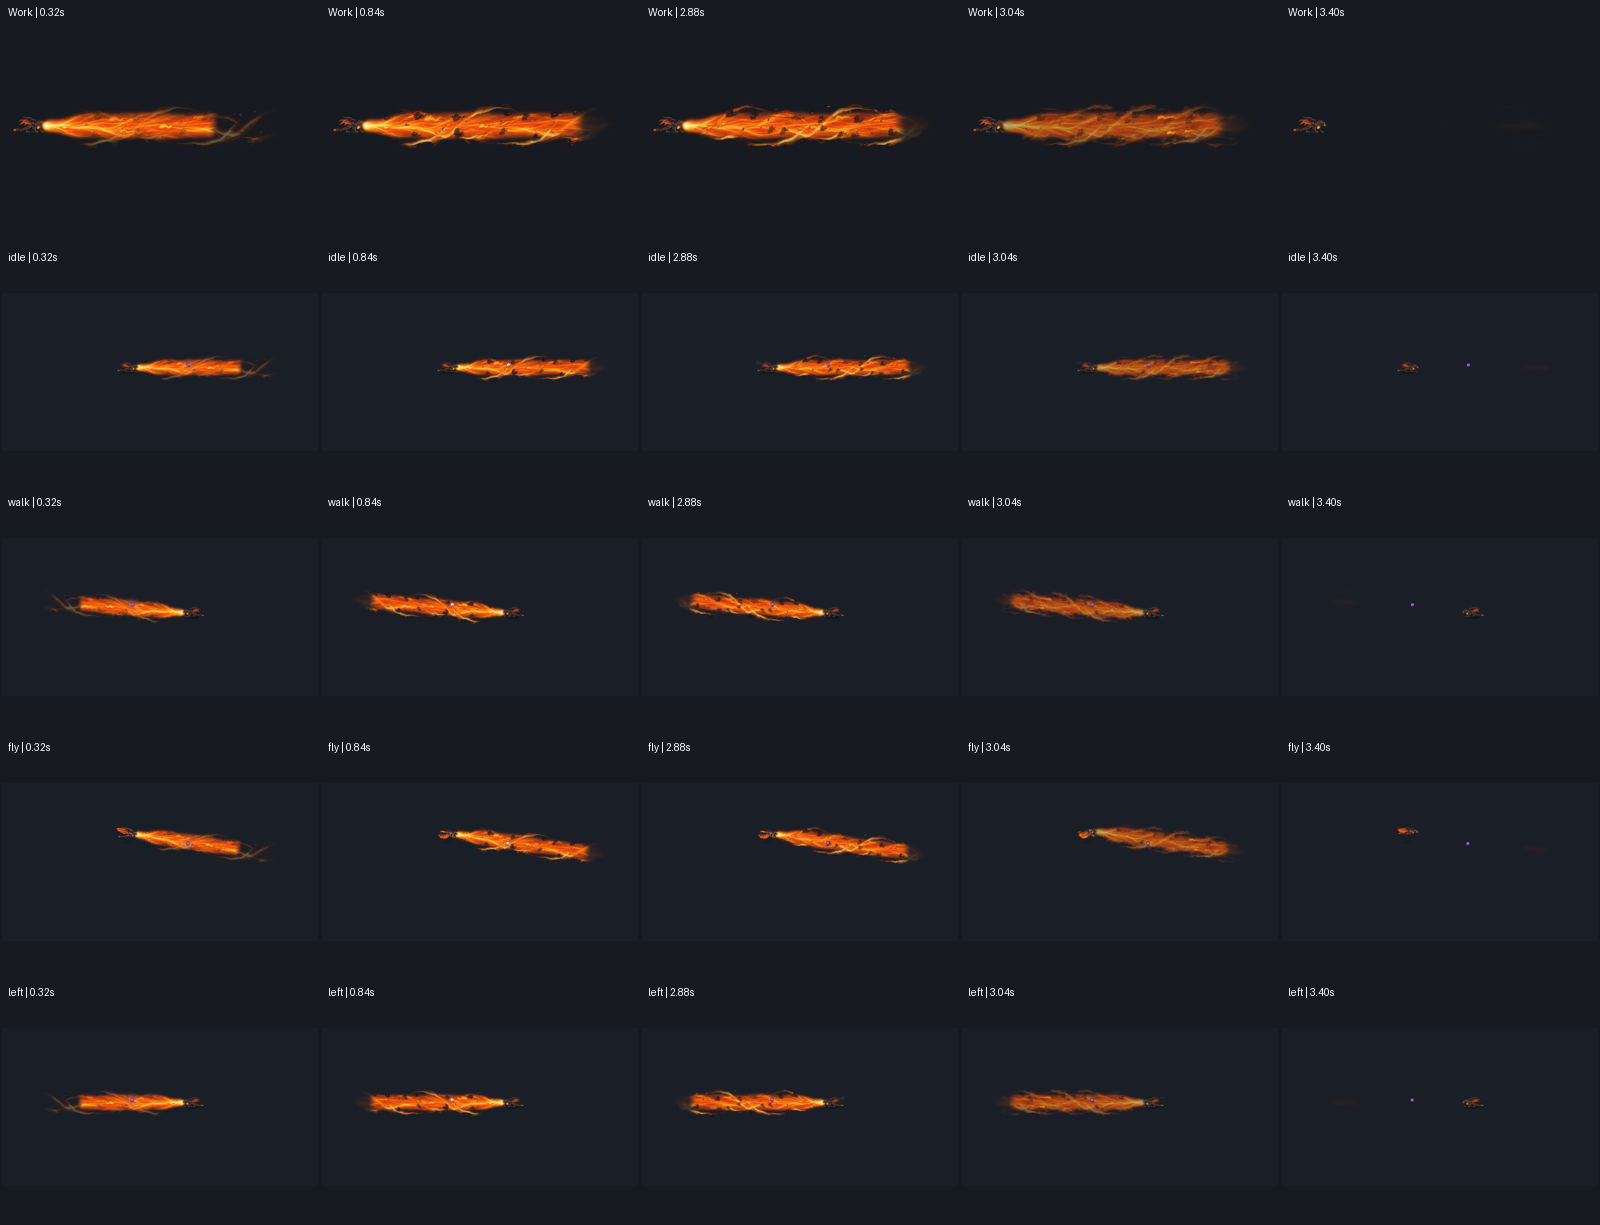 Work | 0.32s
Work | 0.84s
Work | 2.88s
Work | 3.04s
Work | 3.40s
idle | 0.32s
idle | 0.84s
idle | 2.88s
idle | 3.04s
idle | 3.40s
walk | 0.32s
walk | 0.84s
walk | 2.88s
walk | 3.04s
walk | 3.40s
fly | 0.32s
fly | 0.84s
fly | 2.88s
fly | 3.04s
fly | 3.40s
left | 0.32s
left | 0.84s
left | 2.88s
left | 3.04s
left | 3.40s